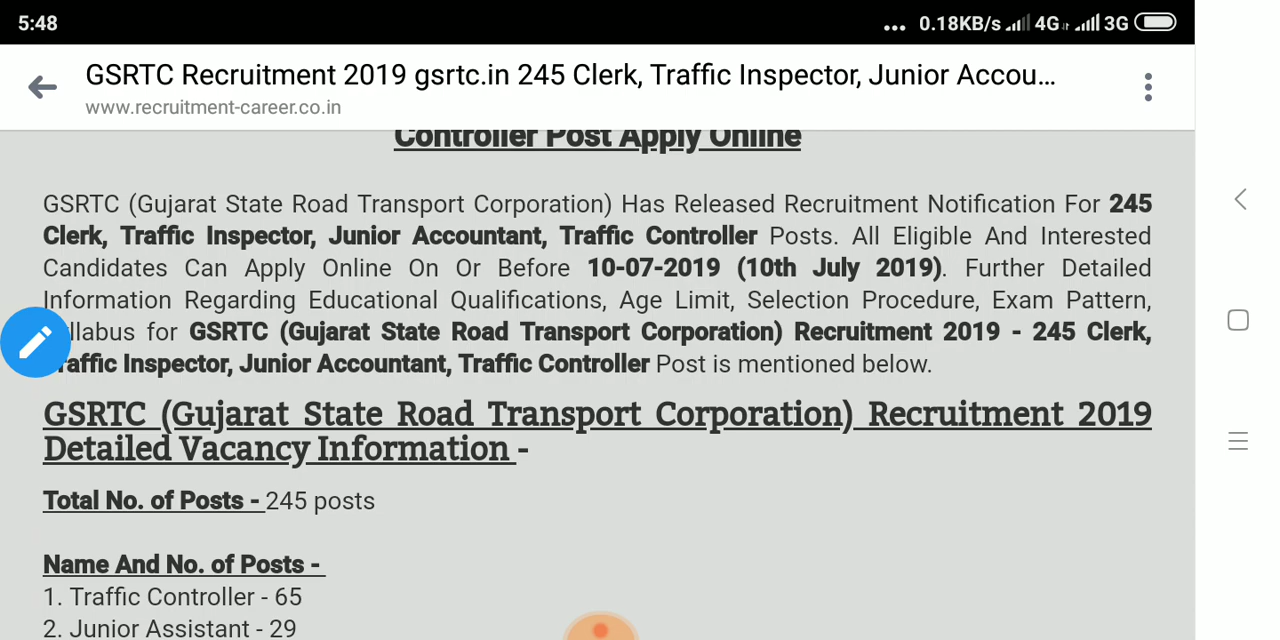 5:48
... 0.18KB/s 4G 3G
GSRTC Recruitment 2019 gsrtc.in 245 Clerk, Traffic Inspector, Junior Accou...
www.recruitment-career.co.in
Controller Post Apply Online
GSRTC (Gujarat State Road Transport Corporation) Has Released Recruitment Notification For 245
Clerk, Traffic Inspector, Junior Accountant, Traffic Controller Posts. All Eligible And Interested
Candidates Can Apply Online On Or Before 10-07-2019 (10th July 2019). Further Detailed
Information Regarding Educational Qualifications, Age Limit, Selection Procedure, Exam Pattern,
yllabus for GSRTC (Gujarat State Road Transport Corporation) Recruitment 2019 - 245 Clerk,
raffic Inspector, Junior Accountant, Traffic Controller Post is mentioned below.
GSRTC (Gujarat State Road Transport Corporation) Recruitment 2019
Detailed Vacancy Information -
Total No. of Posts - 245 posts
Name And No. of Posts -
1. Traffic Controller - 65
2. Junior Assistant - 29